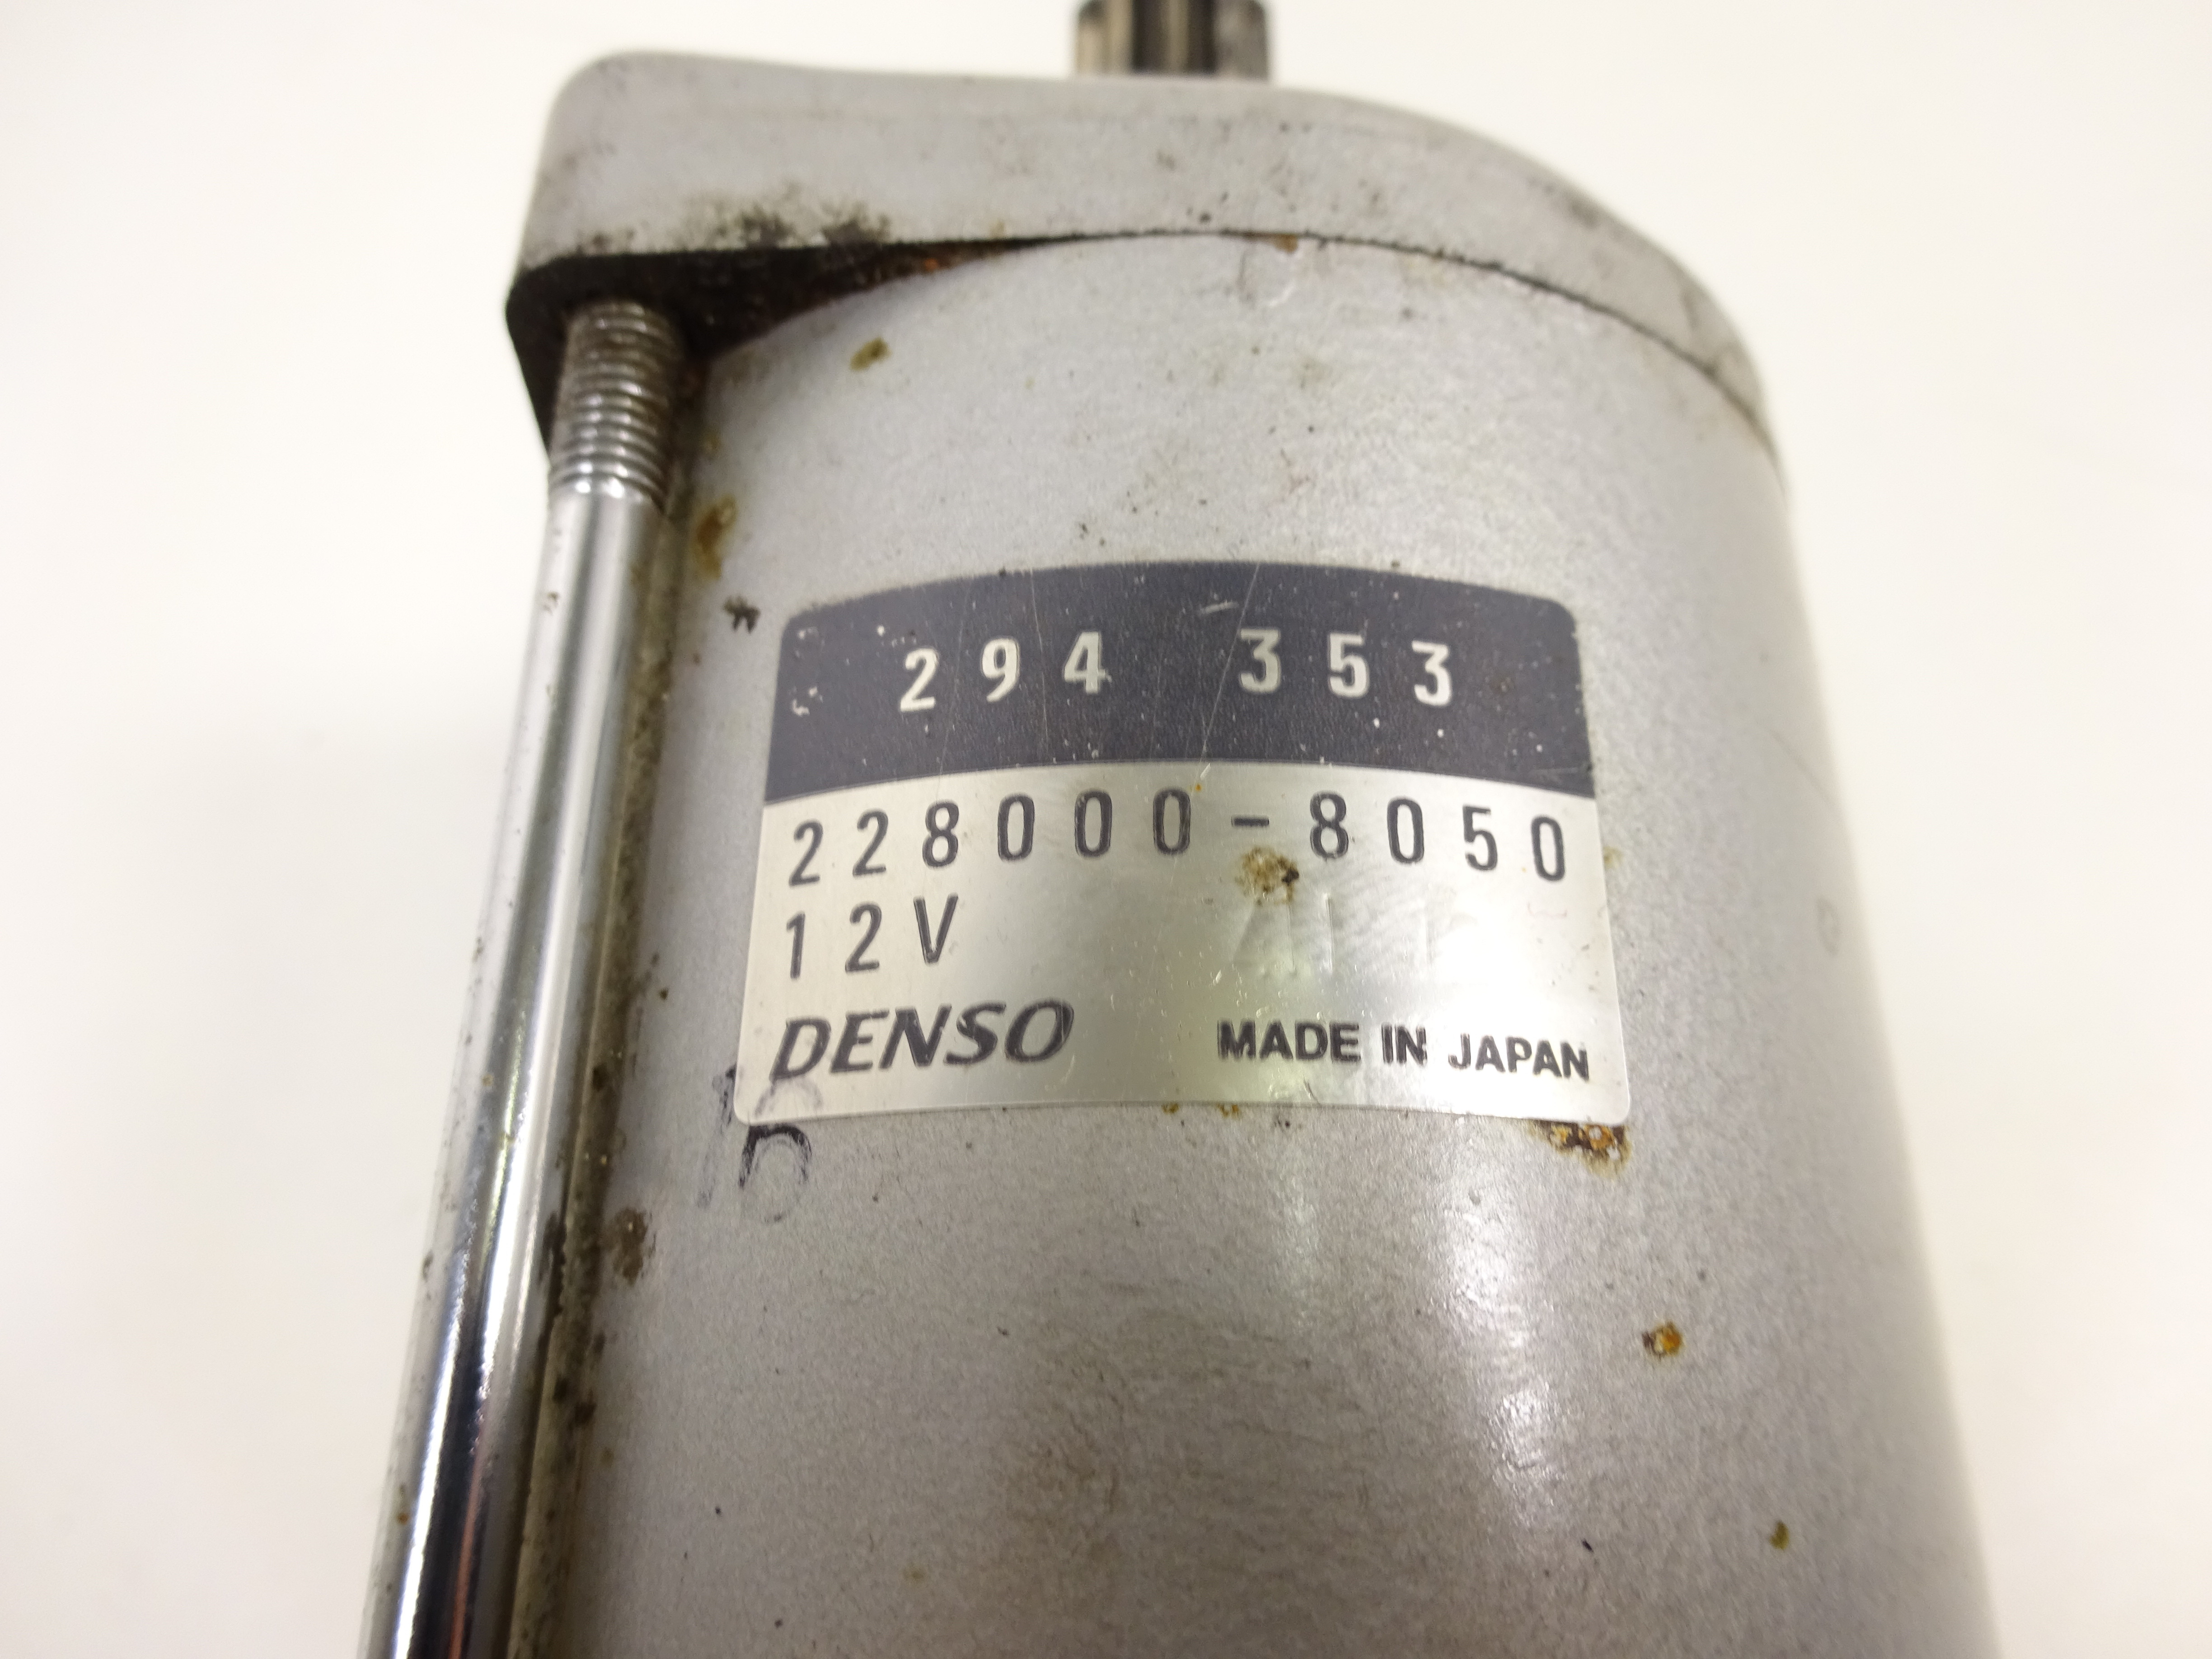 294 353
228000-8050
12V
DENSO MADE IN JAPAN